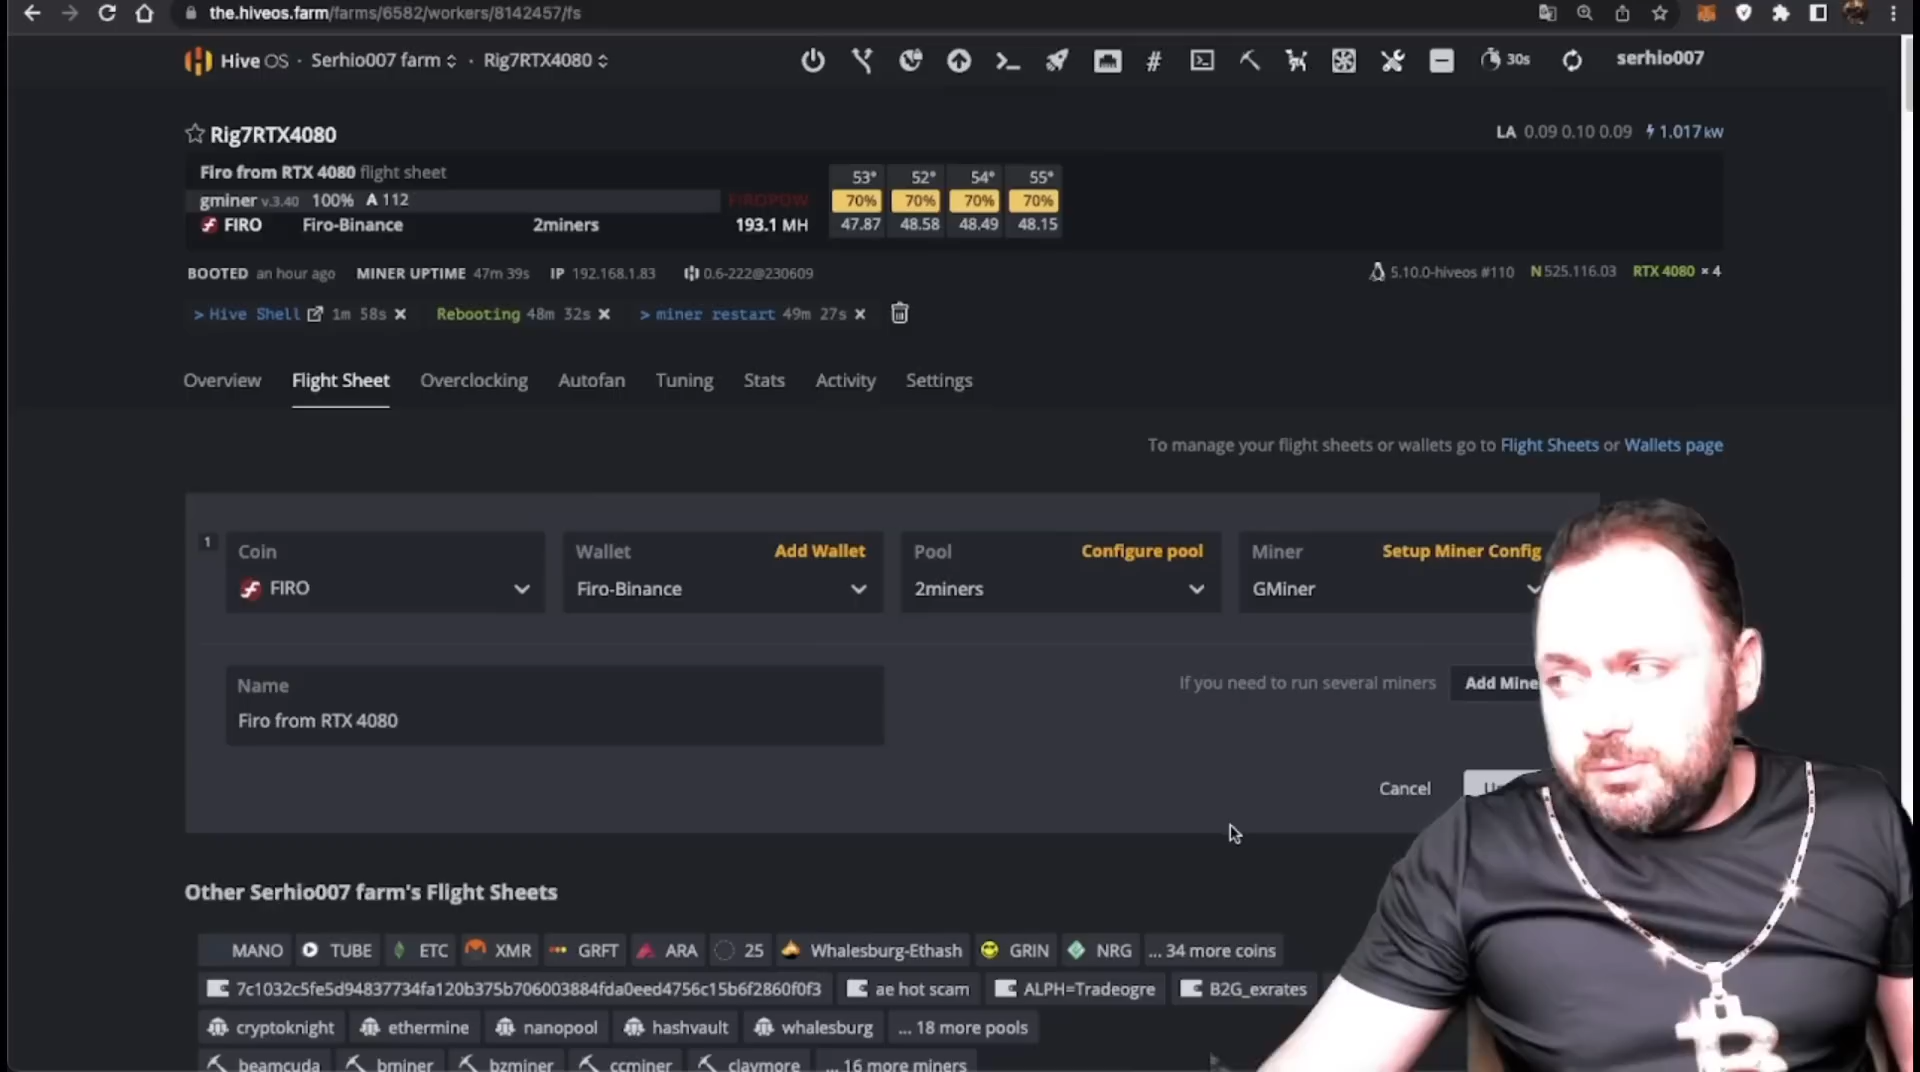 the.hiveos.farm/farms/6582/workers/8142457/fs
Hive OS · Serhio007 farm · Rig7RTX4080
30s
serhio007
Rig7RTX4080
LA 0.09 0.10 0.09 1.017 kW
Firo from RTX 4080 flight sheet
53° 52° 54° 55°
gminer v.3.40 100% A 112 FIROPOW
70% 70% 70% 70%
FIRO Firo-Binance 2miners 193.1 MH
47.87 48.58 48.49 48.15
BOOTED an hour ago MINER UPTIME 47m 39s IP 192.168.1.83 0.6-222@230609
5.10.0-hiveos #110 N 525.116.03 RTX 4080 × 4
> Hive Shell 1m 58s × Rebooting 48m 32s × > miner restart 49m 27s ×
Overview Flight Sheet Overclocking Autofan Tuning Stats Activity Settings
To manage your flight sheets or wallets go to Flight Sheets or Wallets page
1
Coin Wallet Add Wallet Pool Configure pool Miner Setup Miner Config
FIRO Firo-Binance 2miners GMiner
Name
Firo from RTX 4080
If you need to run several miners Add Mine
Cancel
Other Serhio007 farm's Flight Sheets
MANO TUBE ETC XMR GRFT ARA 25 Whalesburg-Ethash GRIN NRG ... 34 more coins
7c1032c5fe5d94837734fa120b375b706003884fda0eed4756c15b6f2860f0f3 ae hot scam ALPH=Tradeogre B2G_exrates
cryptoknight ethermine nanopool hashvault whalesburg ... 18 more pools
beamcuda bminer bzminer ccminer claymore ... 16 more miners